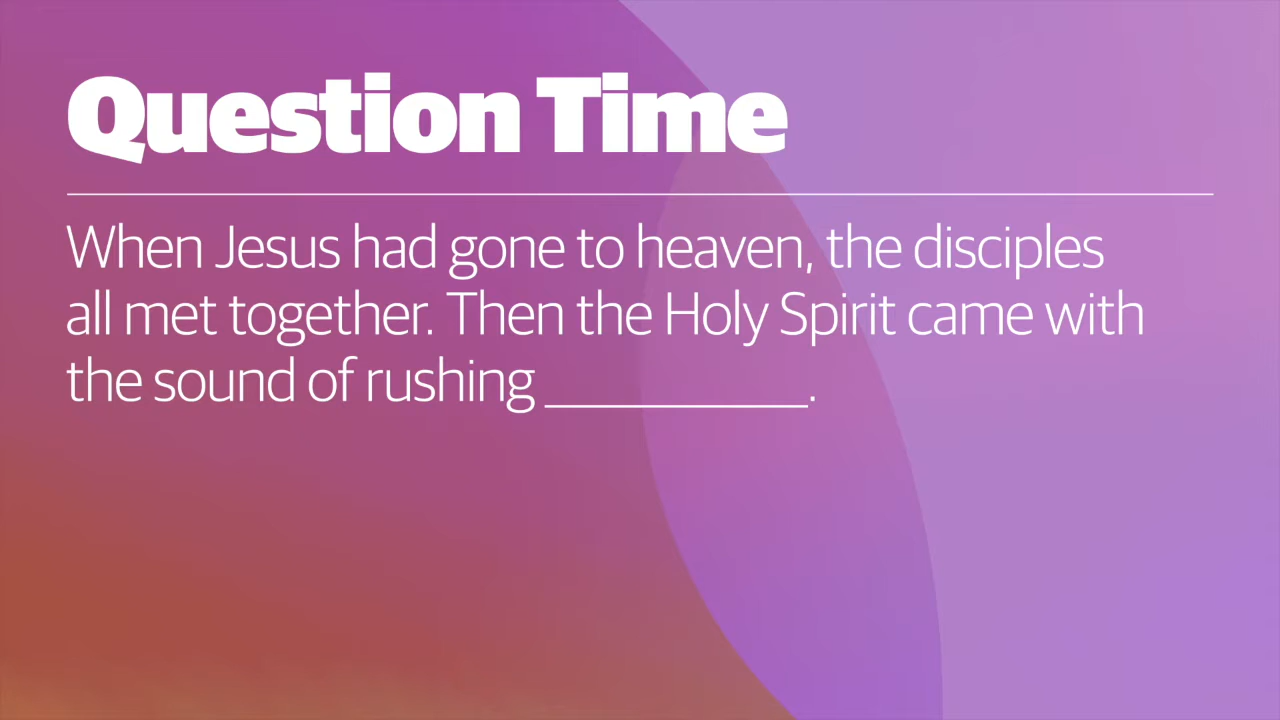 Question Time
When Jesus had gone to heaven, the disciples
all met together. Then the Holy Spirit came with
the sound of rushing __________.